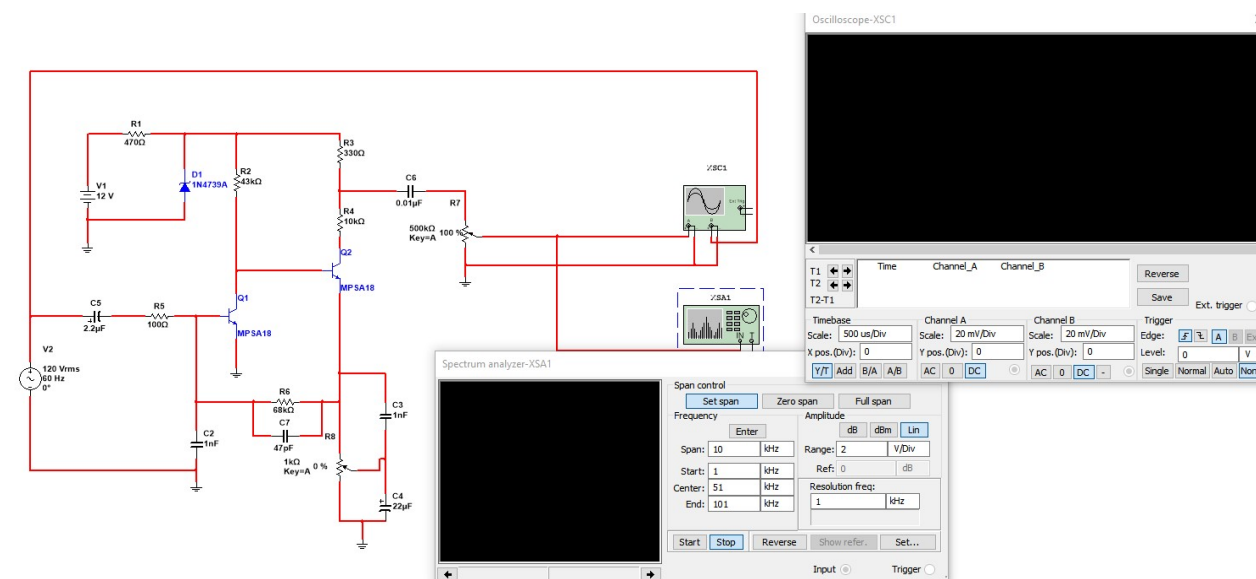 Oscilloscope-XSC1
R1
470Ω
V1
12 V
D1
1N4739A
R2
43kΩ
R3
330Ω
R4
10kΩ
C6
0.01µF
R7
500kΩ
Key=A
100 %
XSC1
Ext Trig
A
B
Q2
MPSA18
Q1
MPSA18
C5
2.2µF
R5
100Ω
V2
120 Vrms
60 Hz
0°
C2
1nF
R6
68kΩ
C7
47pF
R8
1kΩ
Key=A
0 %
C3
1nF
C4
22µF
XSA1
IN T
T1
T2
T2-T1
Time Channel_A Channel_B
Reverse
Save
Ext. trigger
Timebase
Scale: 500 us/Div
X pos.(Div): 0
Y/T Add B/A A/B
Channel A
Scale: 20 mV/Div
Y pos.(Div): 0
AC 0 DC
Channel B
Scale: 20 mV/Div
Y pos.(Div): 0
AC 0 DC -
Trigger
Edge: A B
Level: 0 V
Single Normal Auto
Spectrum analyzer-XSA1
Span control
Set span Zero span Full span
Frequency
Enter
Span: 10 kHz
Start: 1 kHz
Center: 51 kHz
End: 101 kHz
Amplitude
dB dBm Lin
Range: 2 V/Div
Ref: 0 dB
Resolution freq:
1 kHz
Start Stop Reverse Show refer. Set...
Input Trigger